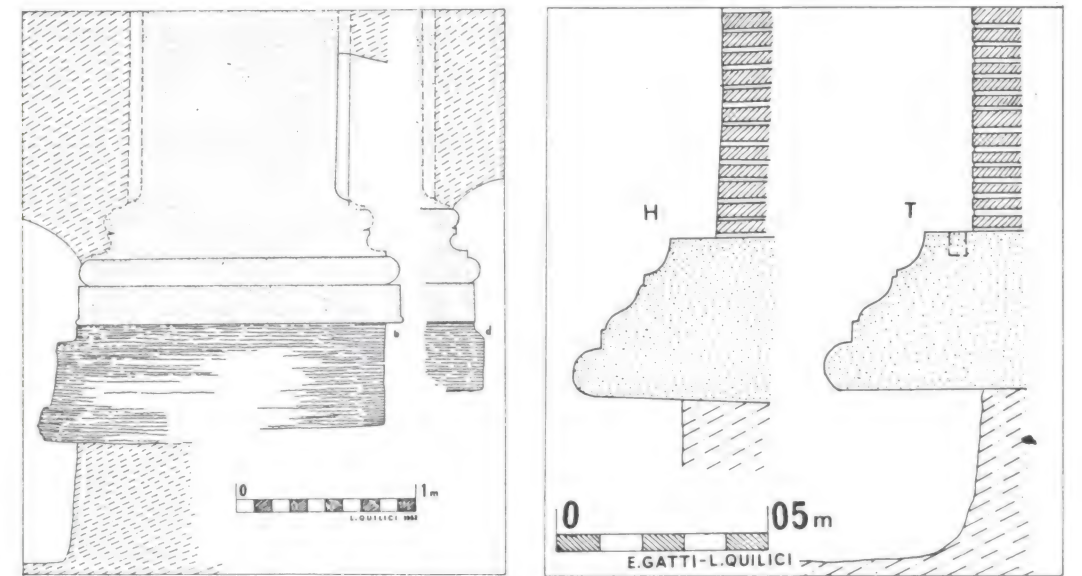 b
d
0 1 m
L. QUILICI
H
T
0 05 m
E.GATTI-L.QUILICI